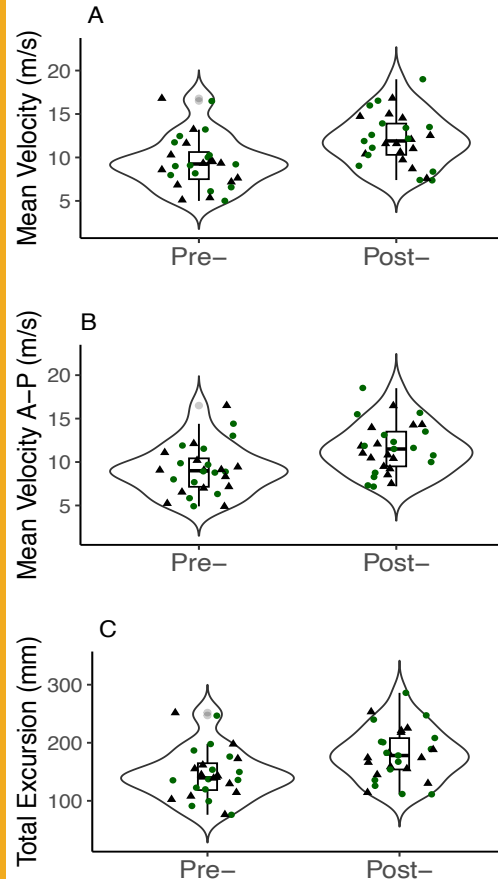 A
Mean Velocity (m/s)
20
15
10
5
Pre–
Post–
B
Mean Velocity A–P (m/s)
20
15
10
5
Pre–
Post–
C
Total Excursion (mm)
300
200
100
Pre–
Post–